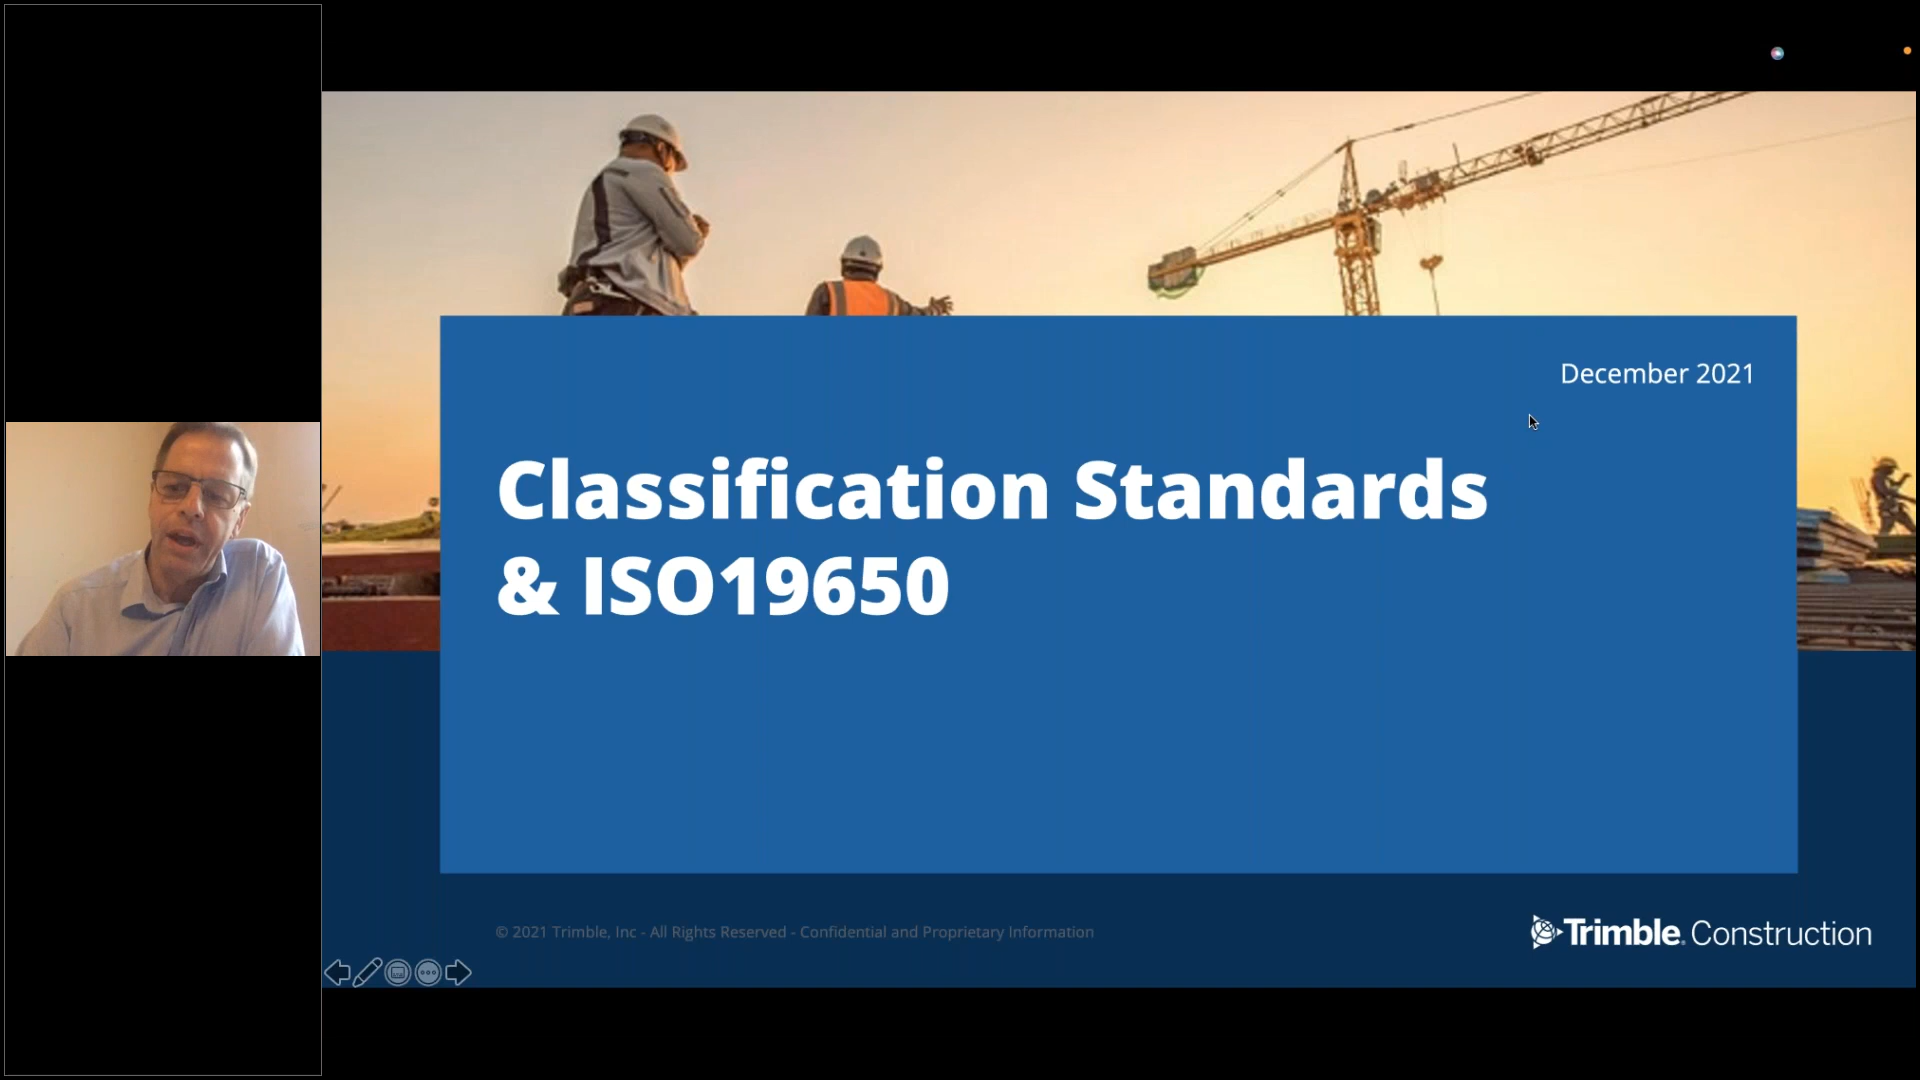 December 2021
Classification Standards
& ISO19650
© 2021 Trimble, Inc - All Rights Reserved - Confidential and Proprietary Information
Trimble. Construction